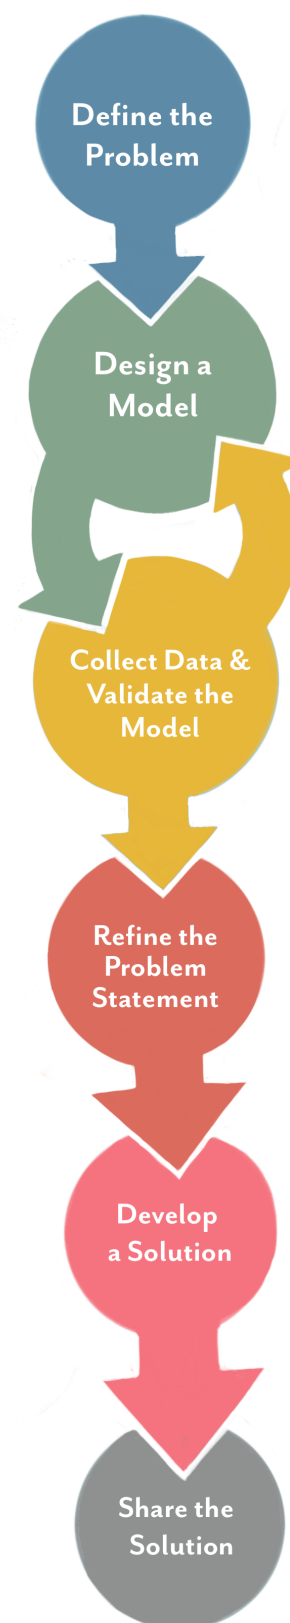 Define the
Problem
Design a
Model
Collect Data &
Validate the
Model
Refine the
Problem
Statement
Develop
a Solution
Share the
Solution